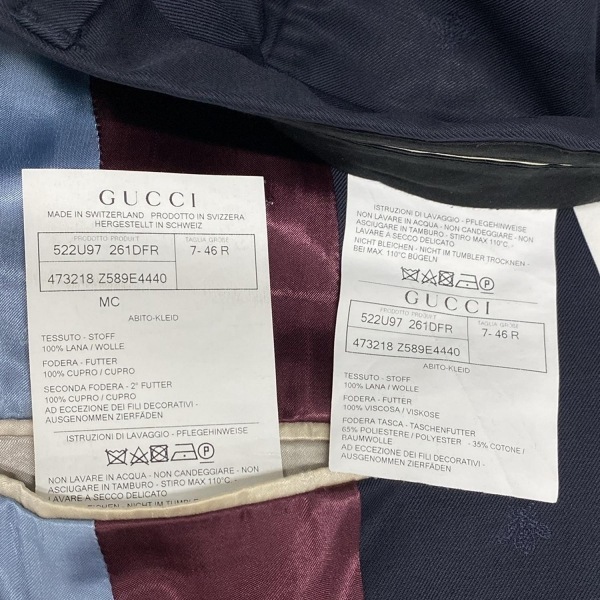 GUCCI
MADE IN SWITZERLAND PRODOTTO IN SVIZZERA
HERGESTELLT IN SCHWEIZ
PRODOTTO PRODUIT TAGLIA GRÖßE
522U97 261DFR 7- 46 R
473218 Z589E4440
MC
ABITO-KLEID
TESSUTO - STOFF
100% LANA / WOLLE
FODERA - FUTTER
100% CUPRO / CUPRO
SECONDA FODERA - 2° FUTTER
100% CUPRO / CUPRO
AD ECCEZIONE DEI FILI DECORATIVI -
AUSGENOMMEN ZIERFÄDEN
ISTRUZIONI DI LAVAGGIO - PFLEGEHINWEISE
NON LAVARE IN ACQUA - NON CANDEGGIARE - NON
ASCIUGARE IN TAMBURO - STIRO MAX 110°C
LAVARE A SECCO DELICATO
EICHEN - NICHT IM TUMBLE
ISTRUZIONI DI LAVAGGIO - PFLEGEHINWEISE
NON LAVARE IN ACQUA - NON CANDEGGIARE - NON
ASCIUGARE IN TAMBURO - STIRO MAX 110°C -
LAVARE A SECCO DELICATO
NICHT BLEICHEN - NICHT IM TUMBLER TROCKNEN -
BEI MAX 110°C BÜGELN
GUCCI
PRODOTTO PRODUIT TAGLIA GRÖßE
522U97 261DFR 7- 46 R
473218 Z589E4440
ABITO-KLEID
TESSUTO - STOFF
100% LANA / WOLLE
FODERA - FUTTER
100% VISCOSA / VISKOSE
FODERA TASCA - TASCHENFUTTER
65% POLIESTERE / POLYESTER - 35% COTONE /
BAUMWOLLE
AD ECCEZIONE DEI FILI DECORATIVI -
AUSGENOMMEN ZIERFÄDEN